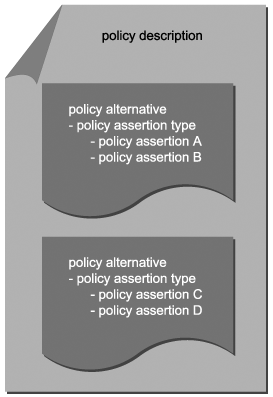 policy description
policy alternative
- policy assertion type
- policy assertion A
- policy assertion B
policy alternative
- policy assertion type
- policy assertion C
- policy assertion D